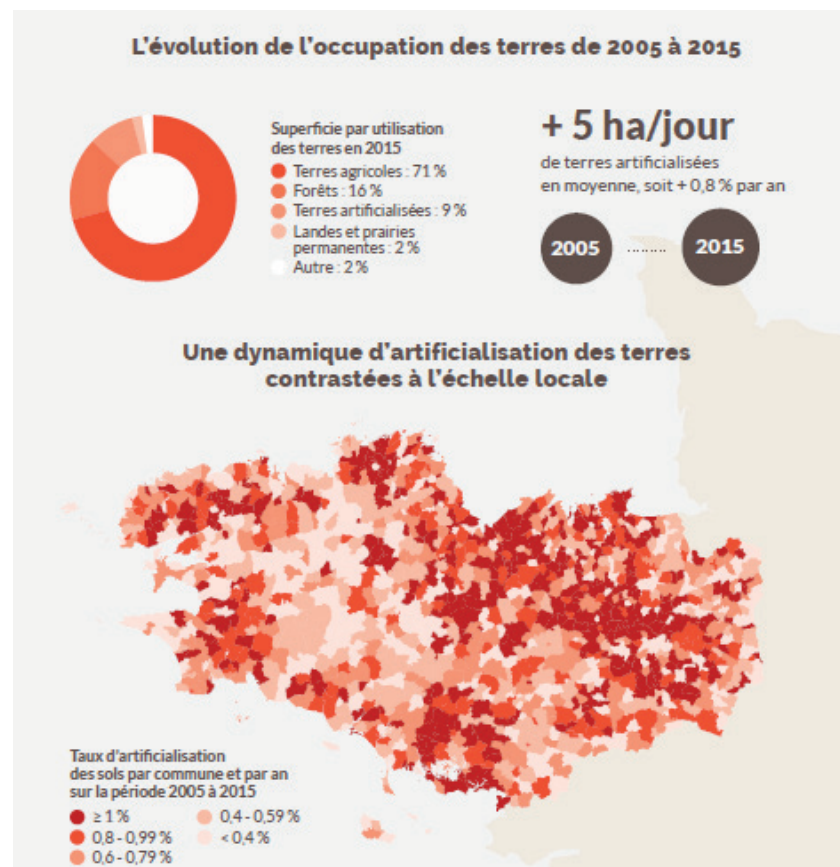 L'évolution de l'occupation des terres de 2005 à 2015
Superficie par utilisation
des terres en 2015
Terres agricoles : 71 %
Forêts : 16 %
Terres artificialisées : 9 %
Landes et prairies
permanentes : 2 %
Autre : 2 %
+ 5 ha/jour
de terres artificialisées
en moyenne, soit + 0,8 % par an
2005 ........ 2015
Une dynamique d'artificialisation des terres
contrastées à l'échelle locale
Taux d'artificialisation
des sols par commune et par an
sur la période 2005 à 2015
≥ 1 %
0,8 - 0,99 %
0,6 - 0,79 %
0,4 - 0,59 %
< 0,4 %